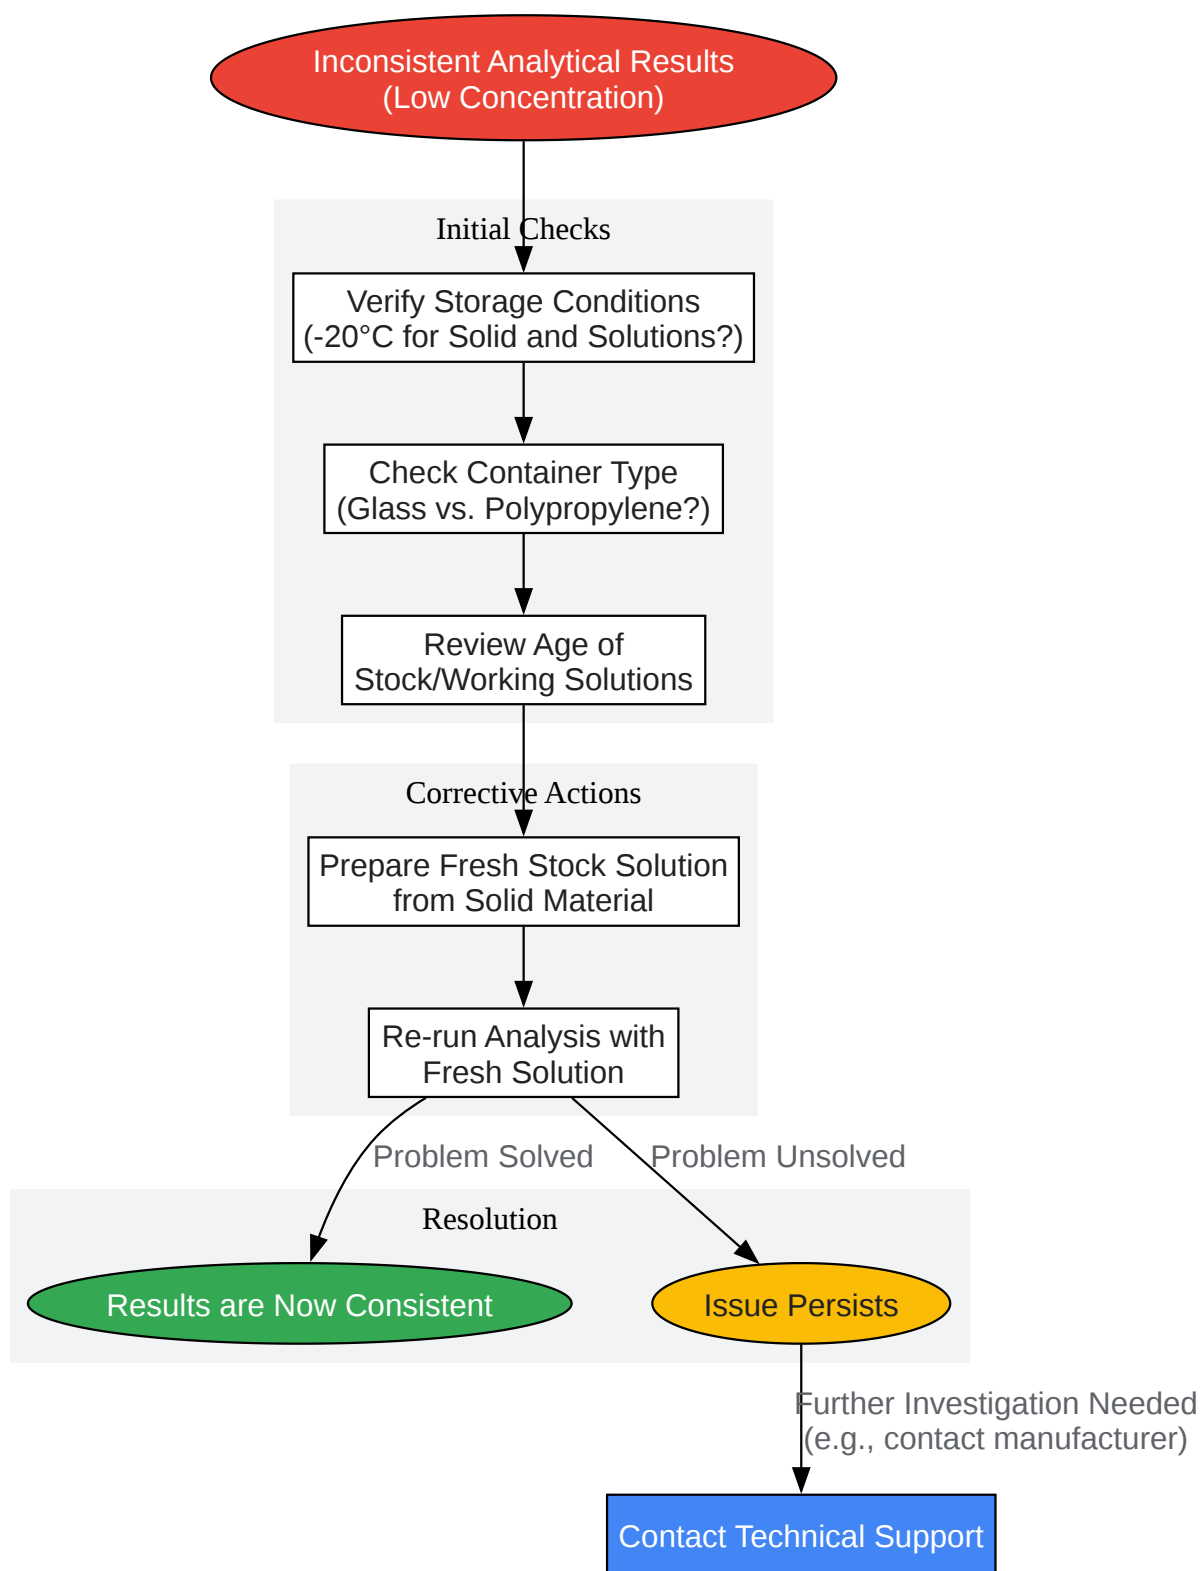 Inconsistent Analytical Results
(Low Concentration)
Initial Checks
Verify Storage Conditions
(-20°C for Solid and Solutions?)
Check Container Type
(Glass vs. Polypropylene?)
Review Age of
Stock/Working Solutions
Corrective Actions
Prepare Fresh Stock Solution
from Solid Material
Re-run Analysis with
Fresh Solution
Problem Solved
Problem Unsolved
Resolution
Results are Now Consistent
Issue Persists
Further Investigation Needed
(e.g., contact manufacturer)
Contact Technical Support